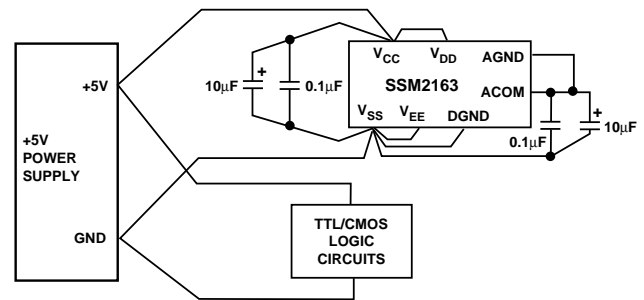 +5V
+5V
POWER
SUPPLY
GND
10μF
+
0.1μF
VCC
VDD
AGND
SSM2163
ACOM
VSS
VEE
DGND
+
0.1μF
10μF
TTL/CMOS
LOGIC
CIRCUITS